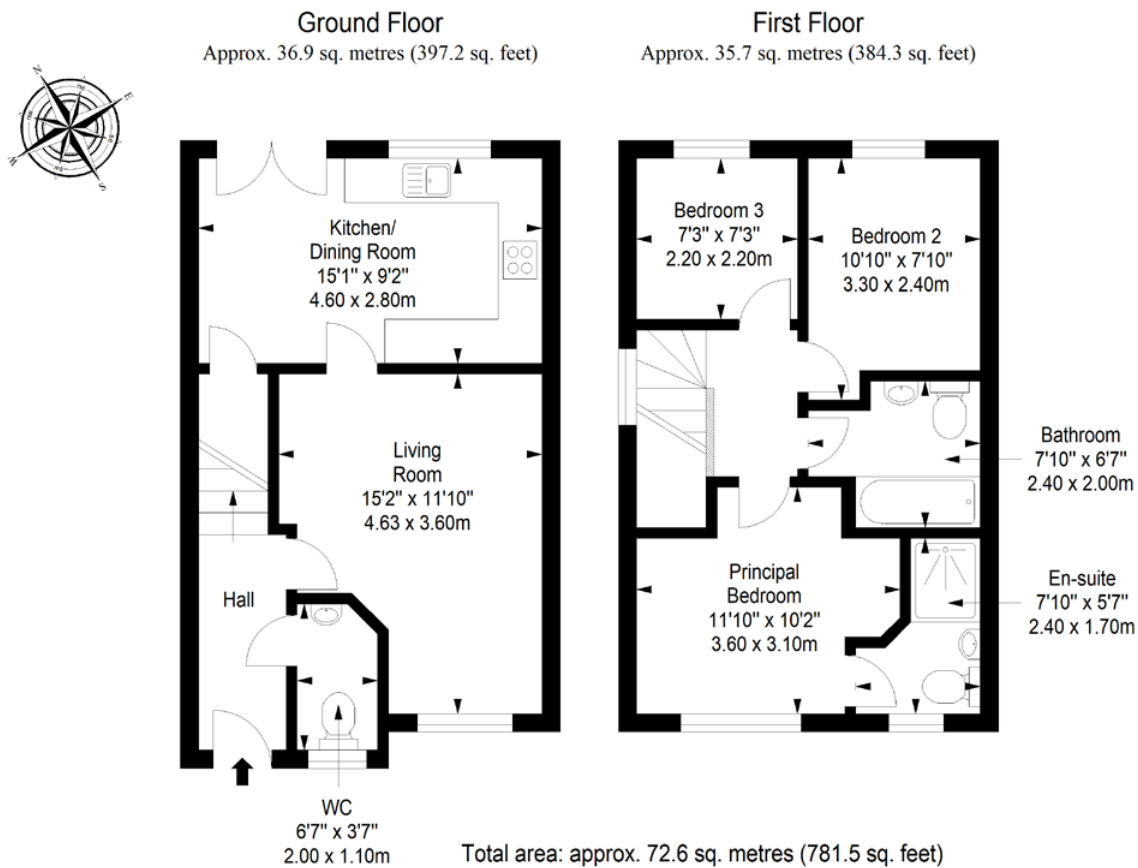 Ground Floor
Approx. 36.9 sq. metres (397.2 sq. feet)
First Floor
Approx. 35.7 sq. metres (384.3 sq. feet)
N
E
S
W
Kitchen/
Dining Room
15'1" x 9'2"
4.60 x 2.80m
Living
Room
15'2" x 11'10"
4.63 x 3.60m
Hall
WC
6'7" x 3'7"
2.00 x 1.10m
Bedroom 3
7'3" x 7'3"
2.20 x 2.20m
Bedroom 2
10'10" x 7'10"
3.30 x 2.40m
Bathroom
7'10" x 6'7"
2.40 x 2.00m
Principal
Bedroom
11'10" x 10'2"
3.60 x 3.10m
En-suite
7'10" x 5'7"
2.40 x 1.70m
Total area: approx. 72.6 sq. metres (781.5 sq. feet)